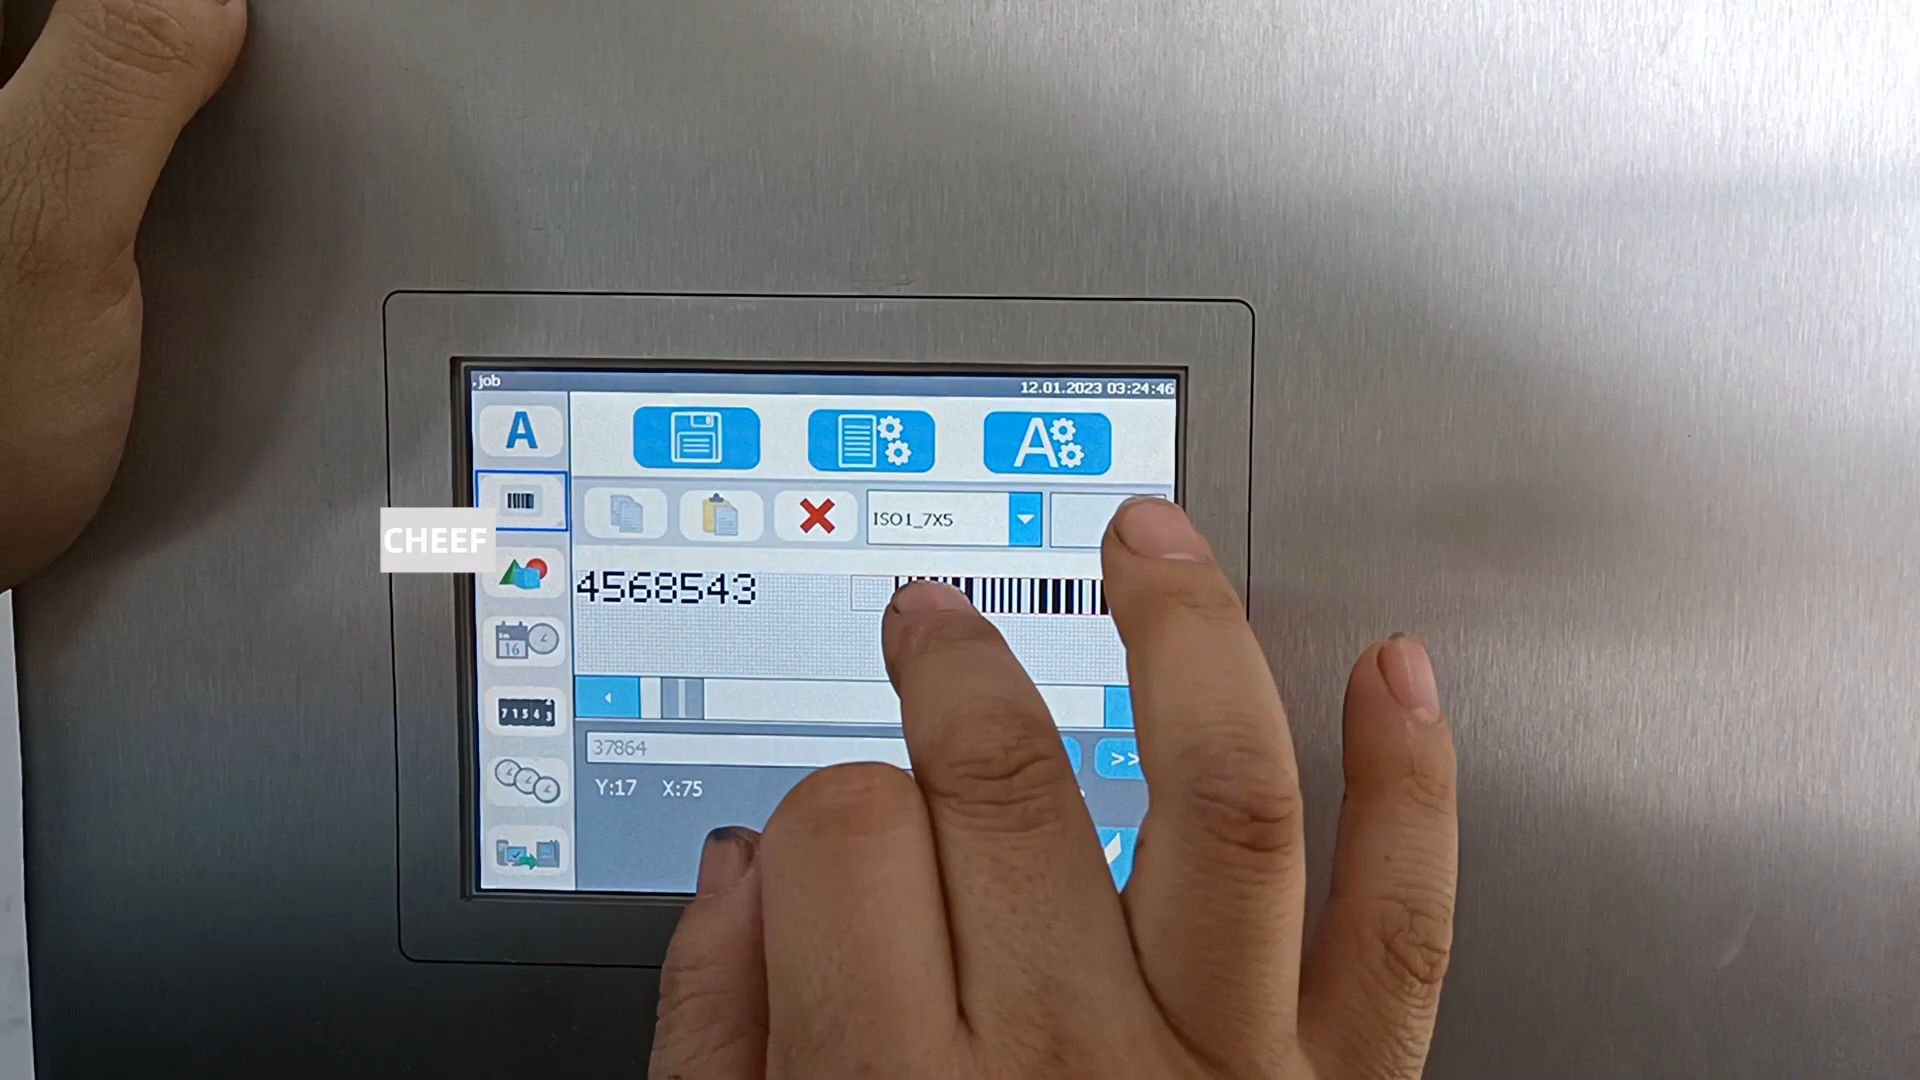 .job
12.01.2023 03:24:46
A
A
ISO1_7X5
CHEEF
4568543
16
71543
37864
>>
Y:17 X:75